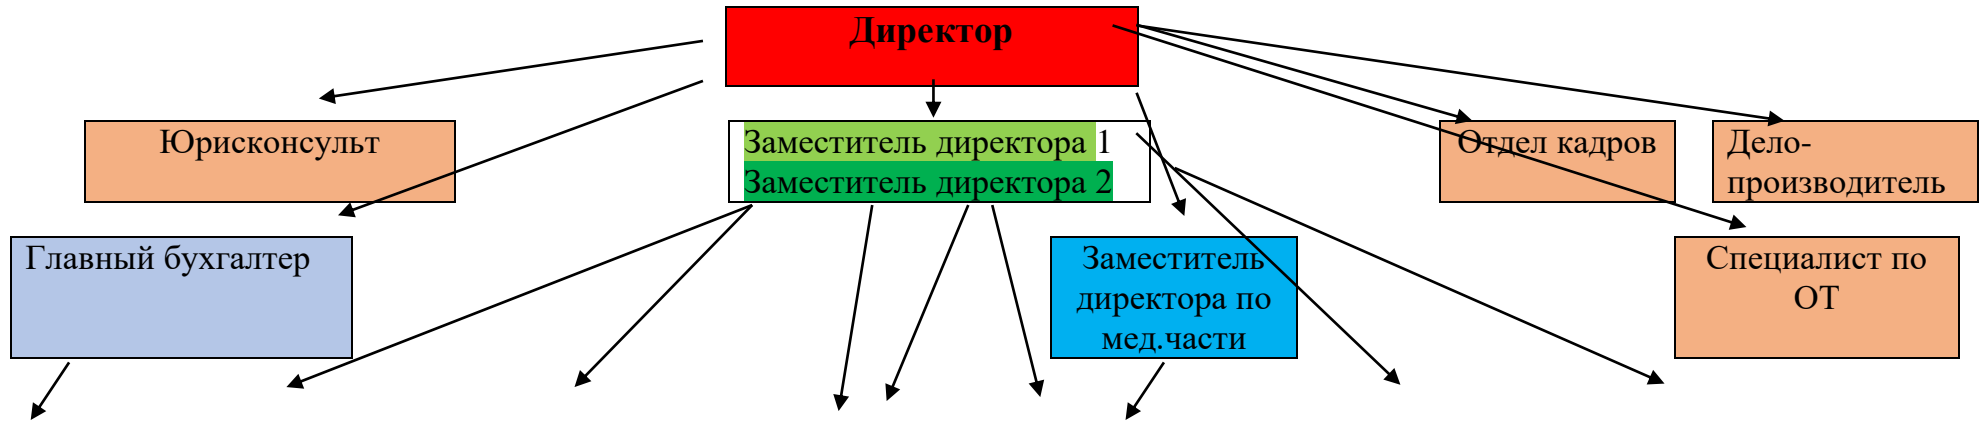 Директор
Юрисконсульт
Заместитель директора 1
Заместитель директора 2
Отдел кадров
Дело-
производитель
Главный бухгалтер
Заместитель
директора по
мед.части
Специалист по
ОТ